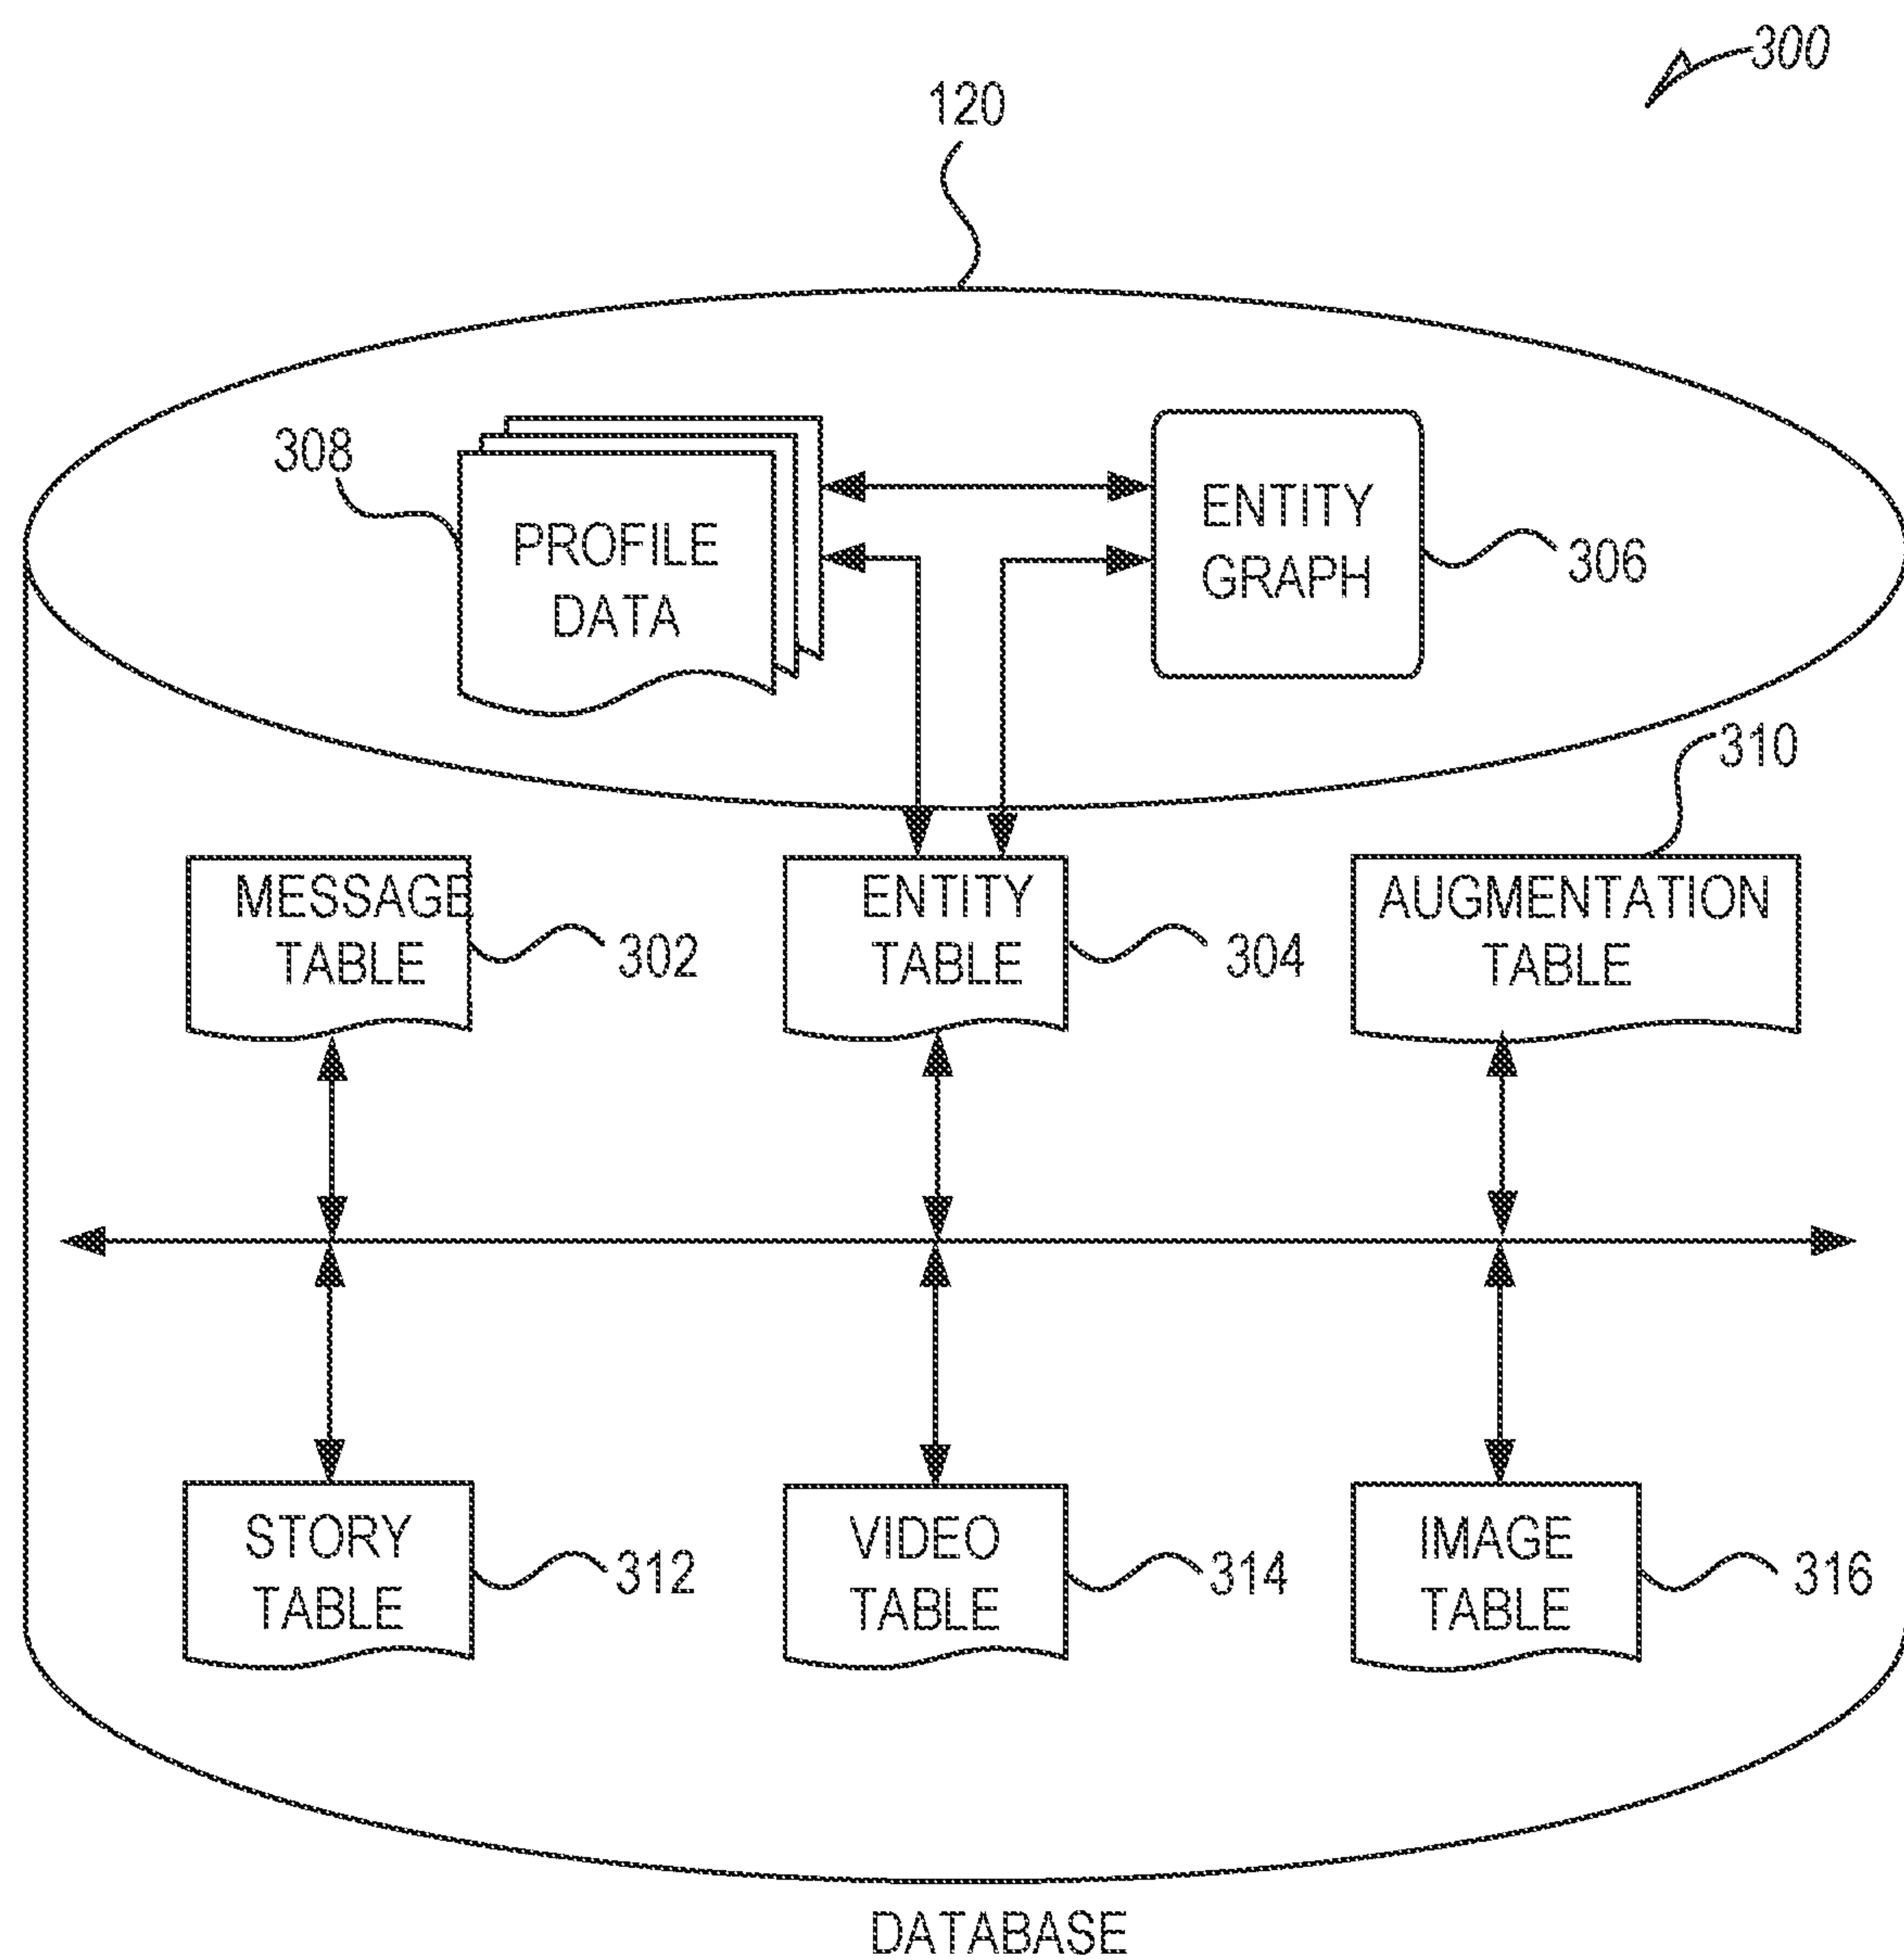 300
120
308
PROFILE
DATA
ENTITY
GRAPH
306
310
MESSAGE
TABLE
302
ENTITY
TABLE
304
AUGMENTATION
TABLE
STORY
TABLE
312
VIDEO
TABLE
314
IMAGE
TABLE
316
DATABASE